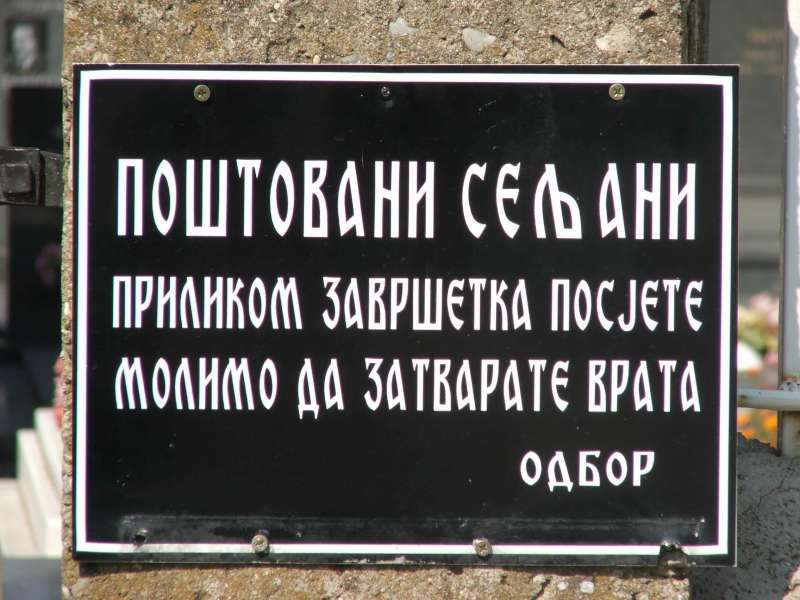 ПОШТОВАНИ СЕЉАНИ
ПРИЛИКОМ ЗАВРШЕТКА ПОСЈЕТЕ
МОЛИМО ДА ЗАТВАРАТЕ ВРАТА
ОДБОР